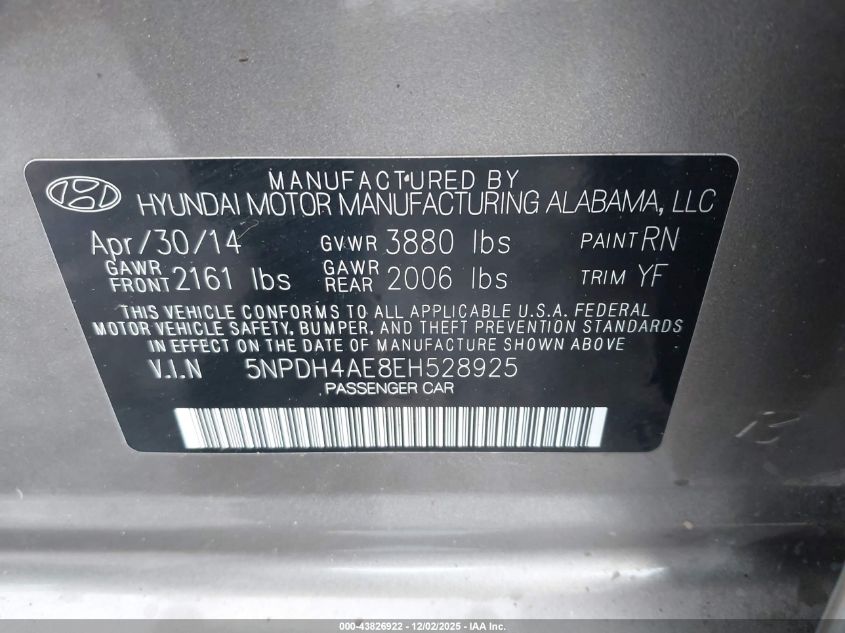 MANUFACTURED BY
HYUNDAI MOTOR MANUFACTURING ALABAMA, LLC
Apr/30/14 GVWR 3880 lbs PAINT RN
GAWR FRONT 2161 lbs GAWR REAR 2006 lbs TRIM YF
THIS VEHICLE CONFORMS TO ALL APPLICABLE U.S.A. FEDERAL
MOTOR VEHICLE SAFETY, BUMPER, AND THEFT PREVENTION STANDARDS
IN EFFECT ON THE DATE OF MANUFACTURE SHOWN ABOVE
V.I.N 5NPDH4AE8EH528925
PASSENGER CAR
000-43826922 - 12/02/2025 - IAA Inc.